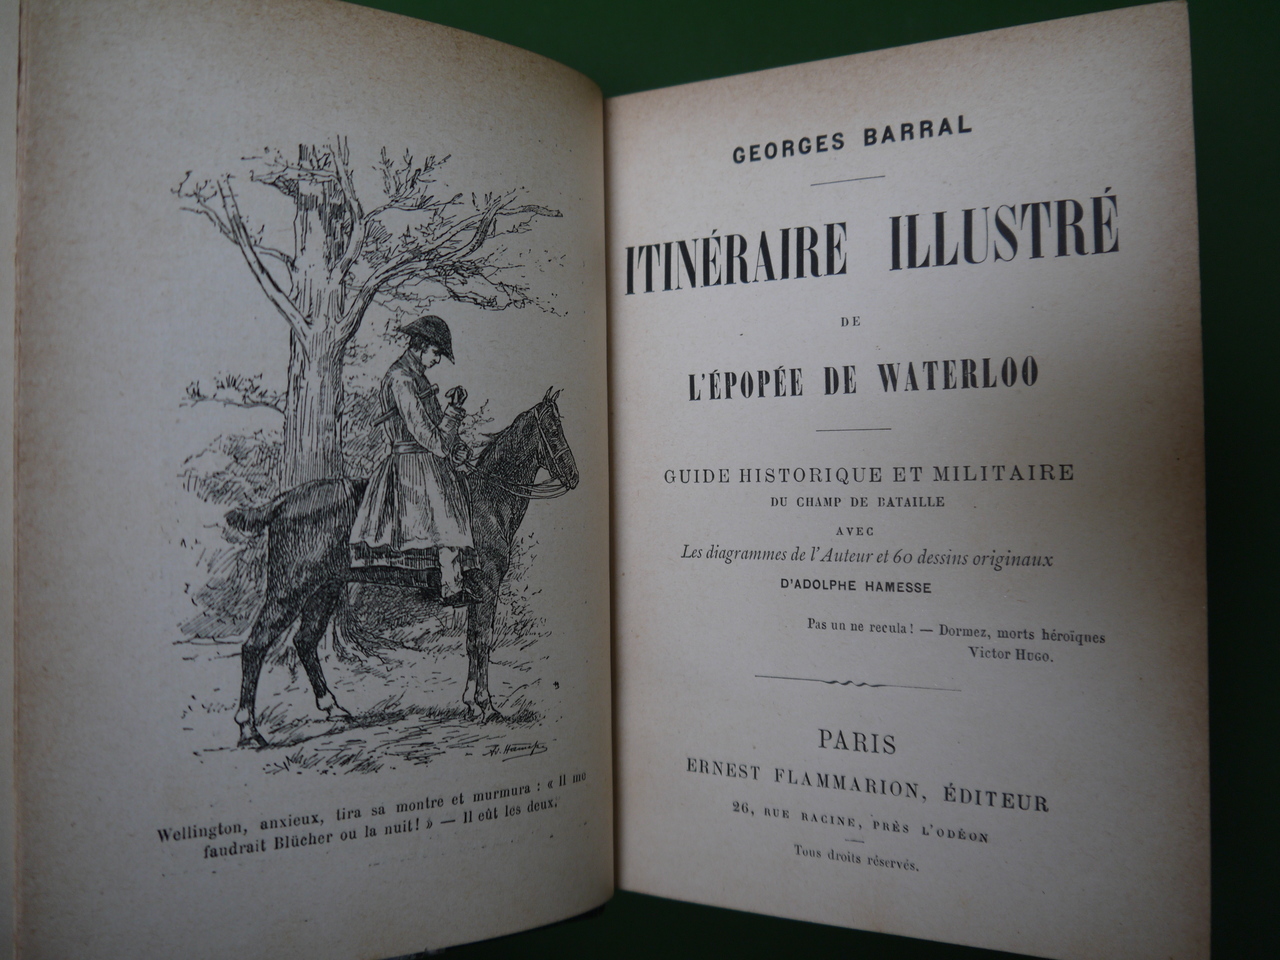 Wellington, anxieux, tira sa montre et murmura : « Il me
faudrait Blücher ou la nuit! » — Il eût les deux.
GEORGES BARRAL
ITINÉRAIRE ILLUSTRÉ
DE
L'ÉPOPÉE DE WATERLOO
GUIDE HISTORIQUE ET MILITAIRE
DU CHAMP DE BATAILLE
AVEC
Les diagrammes de l'Auteur et 60 dessins originaux
D'ADOLPHE HAMESSE
Pas un ne recula! — Dormez, morts héroïques
Victor HUGO.
PARIS
ERNEST FLAMMARION, ÉDITEUR
26, RUE RACINE, PRÈS L'ODÉON
Tous droits réservés.